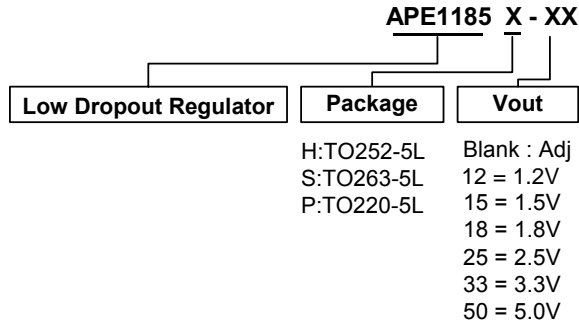 APE1185 X - XX
Low Dropout Regulator Package Vout
H:TO252-5L Blank : Adj
S:TO263-5L 12 = 1.2V
P:TO220-5L 15 = 1.5V
18 = 1.8V
25 = 2.5V
33 = 3.3V
50 = 5.0V